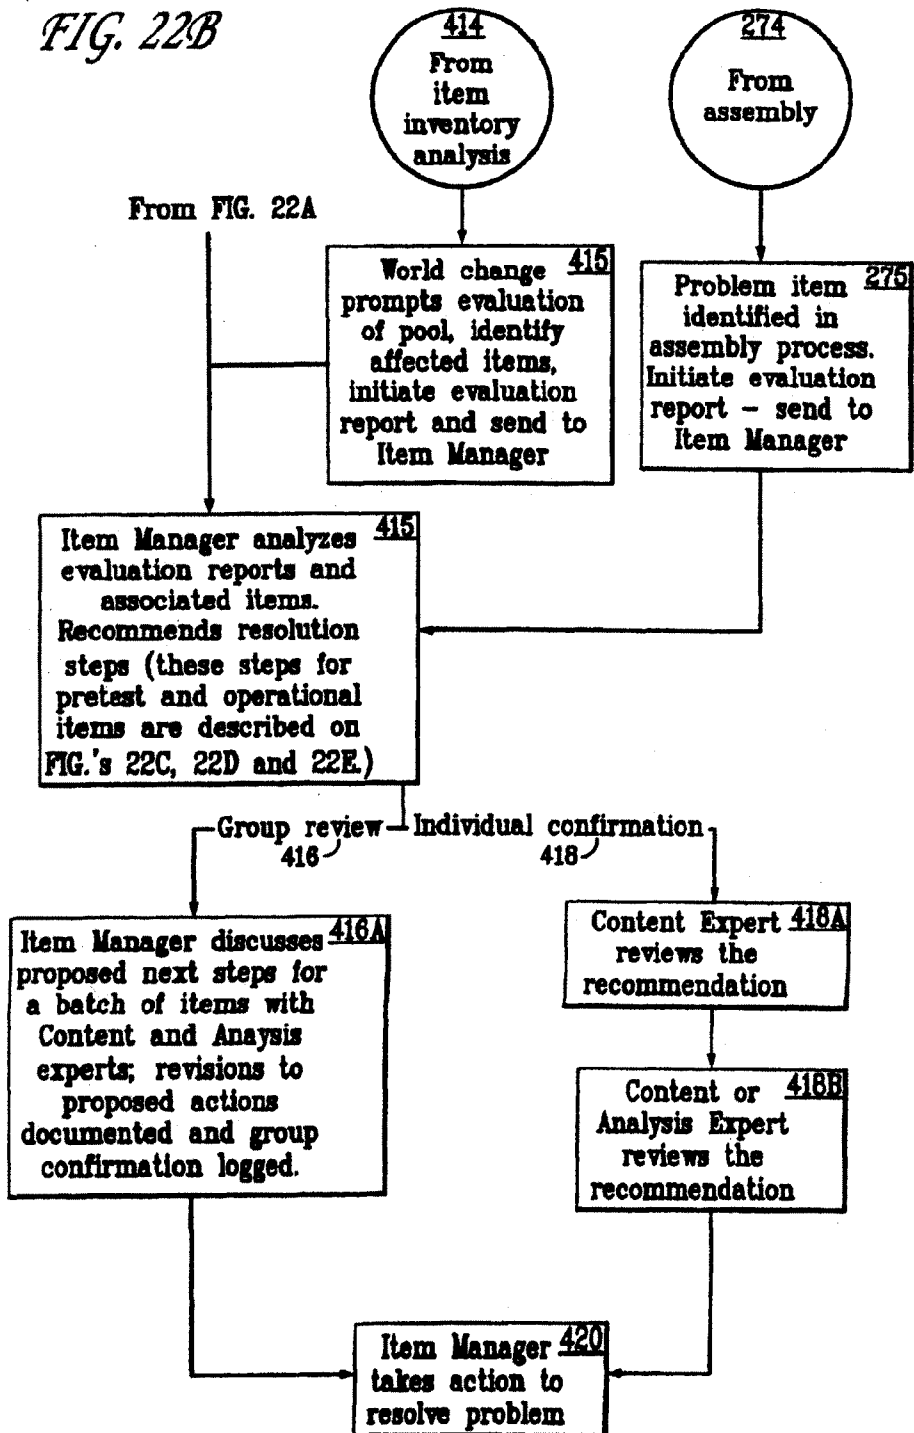 FIG. 22B
414
From
item
inventory
analysis
274
From
assembly
From FIG. 22A
World change 415
prompts evaluation
of pool, identify
affected items,
initiate evaluation
report and send to
Item Manager
Problem item 275
identified in
assembly process.
Initiate evaluation
report – send to
Item Manager
Item Manager analyzes 415
evaluation reports and
associated items.
Recommends resolution
steps (these steps for
pretest and operational
items are described on
FIG.'s 22C, 22D and 22E.)
Group review
416
Individual confirmation
418
Item Manager discusses 416A
proposed next steps for
a batch of items with
Content and Anaysis
experts; revisions to
proposed actions
documented and group
confirmation logged.
Content Expert 418A
reviews the
recommendation
Content or 418B
Analysis Expert
reviews the
recommendation
Item Manager 420
takes action to
resolve problem